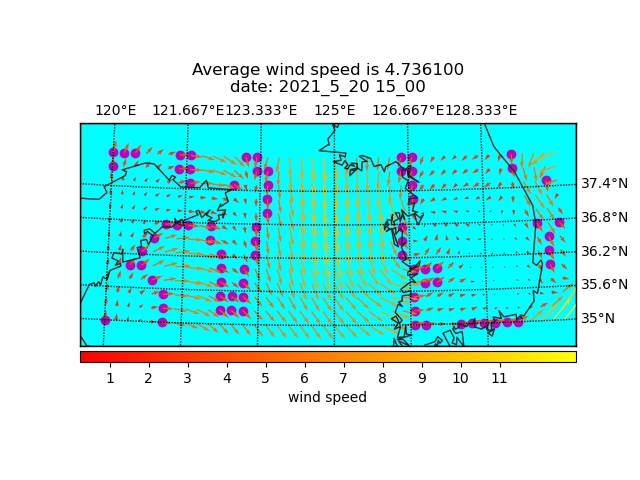 Average wind speed is 4.736100
date: 2021_5_20 15_00
120°E 121.667°E 123.333°E 125°E 126.667°E 128.333°E
37.4°N
36.8°N
36.2°N
35.6°N
35°N
1 2 3 4 5 6 7 8 9 10 11
wind speed